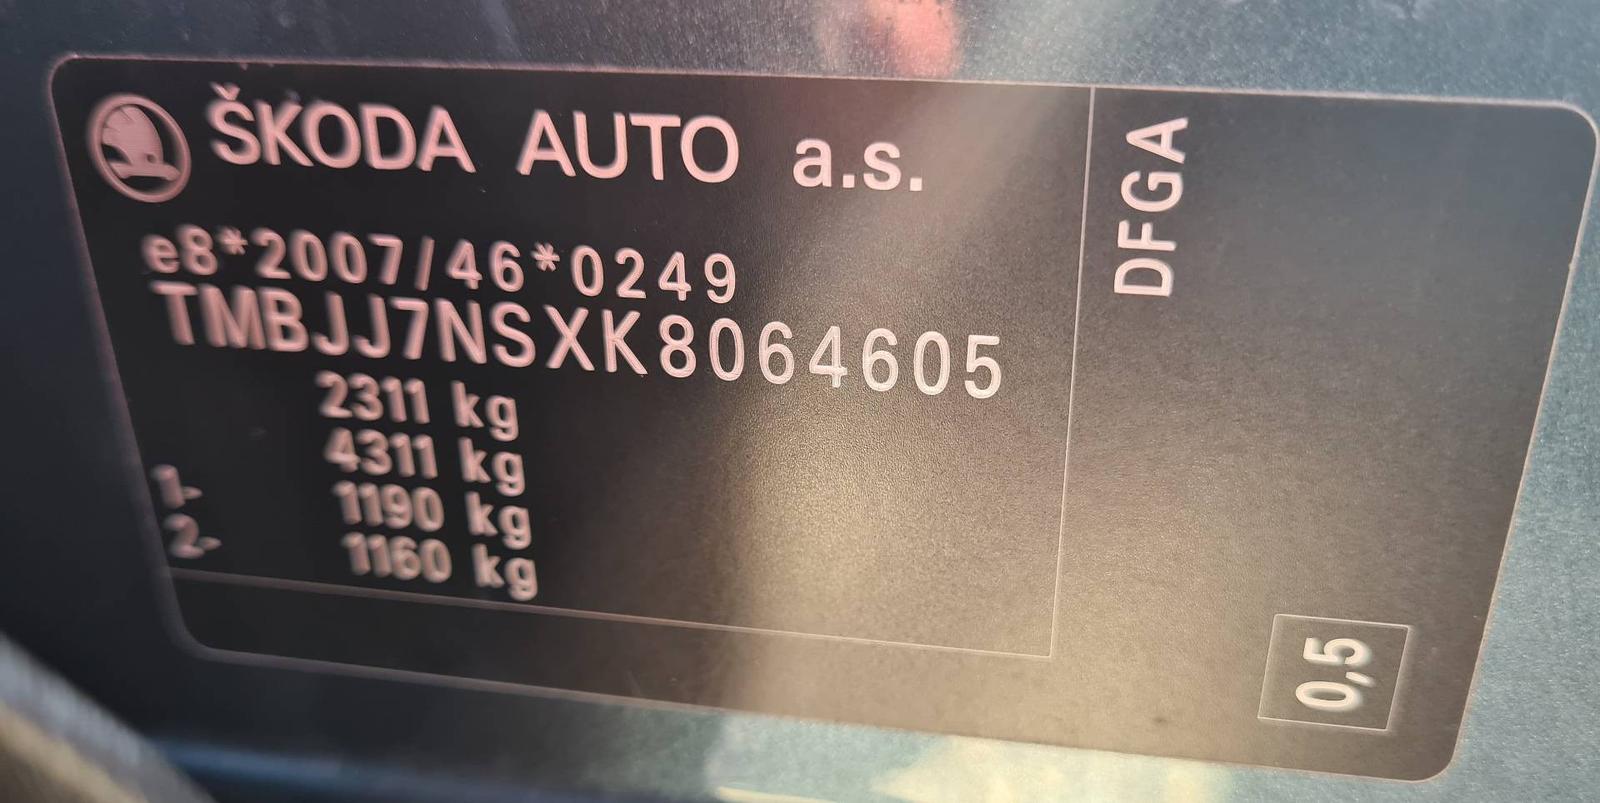 ŠKODA AUTO a.s.
e8*2007/46*0249
TMBJJ7NSXK8064605
2311 kg
4311 kg
1- 1190 kg
2- 1160 kg
DFGA
0,5